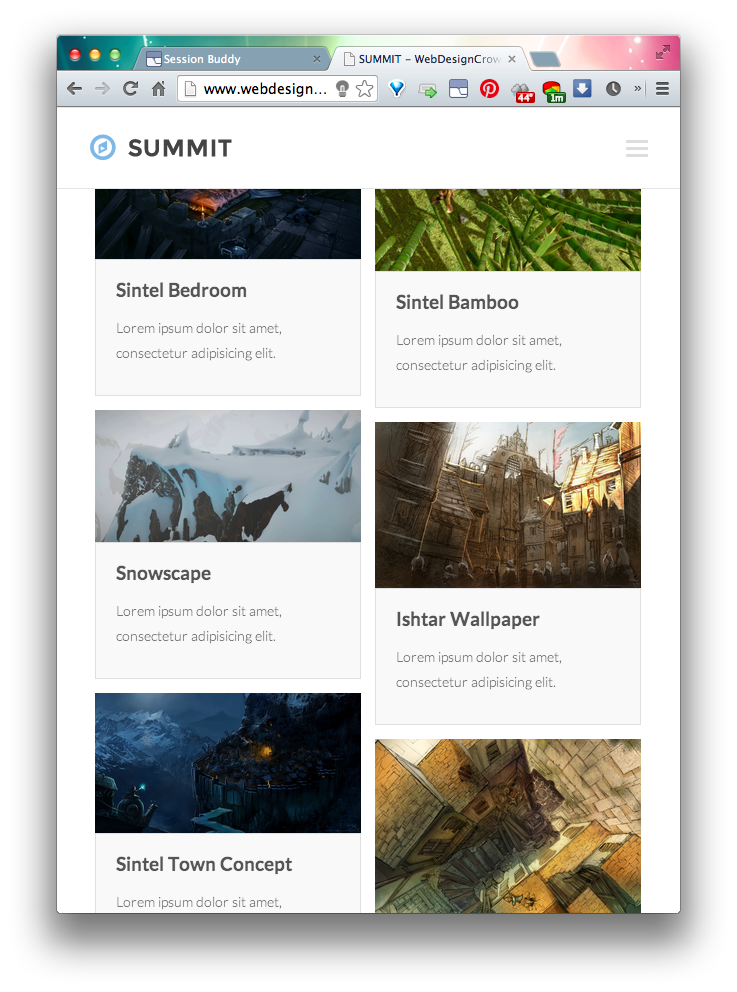 Session Buddy
SUMMIT – WebDesignCrow
www.webdesign...
44°
1m
SUMMIT
Sintel Bedroom
Lorem ipsum dolor sit amet,
consectetur adipisicing elit.
Sintel Bamboo
Lorem ipsum dolor sit amet,
consectetur adipisicing elit.
Snowscape
Lorem ipsum dolor sit amet,
consectetur adipisicing elit.
Ishtar Wallpaper
Lorem ipsum dolor sit amet,
consectetur adipisicing elit.
Sintel Town Concept
Lorem ipsum dolor sit amet,